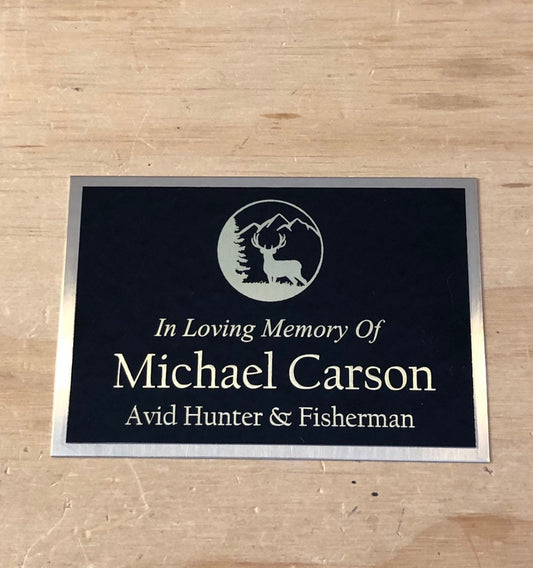 In Loving Memory Of
Michael Carson
Avid Hunter & Fisherman